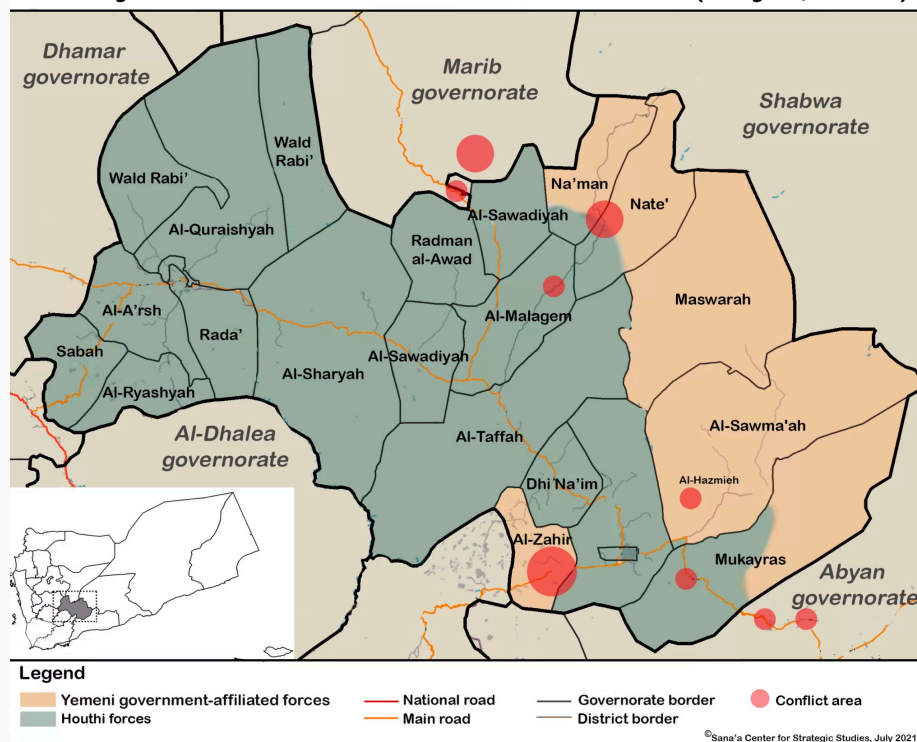 Dhamar
governorate
Marib
governorate
Shabwa
governorate
Wald
Rabi'
Wald Rabi'
Na'man
Nate'
Al-Sawadiyah
Al-Quraishyah
Radman
al-Awad
Maswarah
Al-A'rsh
Al-Malagem
Rada'
Sabah
Al-Sawadiyah
Al-Sharyah
Al-Ryashyah
Al-Sawma'ah
Al-Taffah
Al-Dhalea
governorate
Dhi Na'im
Al-Hazmieh
Al-Zahir
Mukayras
Abyan
governorate
Legend
Yemeni government-affiliated forces
Houthi forces
National road
Main road
Governorate border
District border
Conflict area
©Sana'a Center for Strategic Studies, July 2021